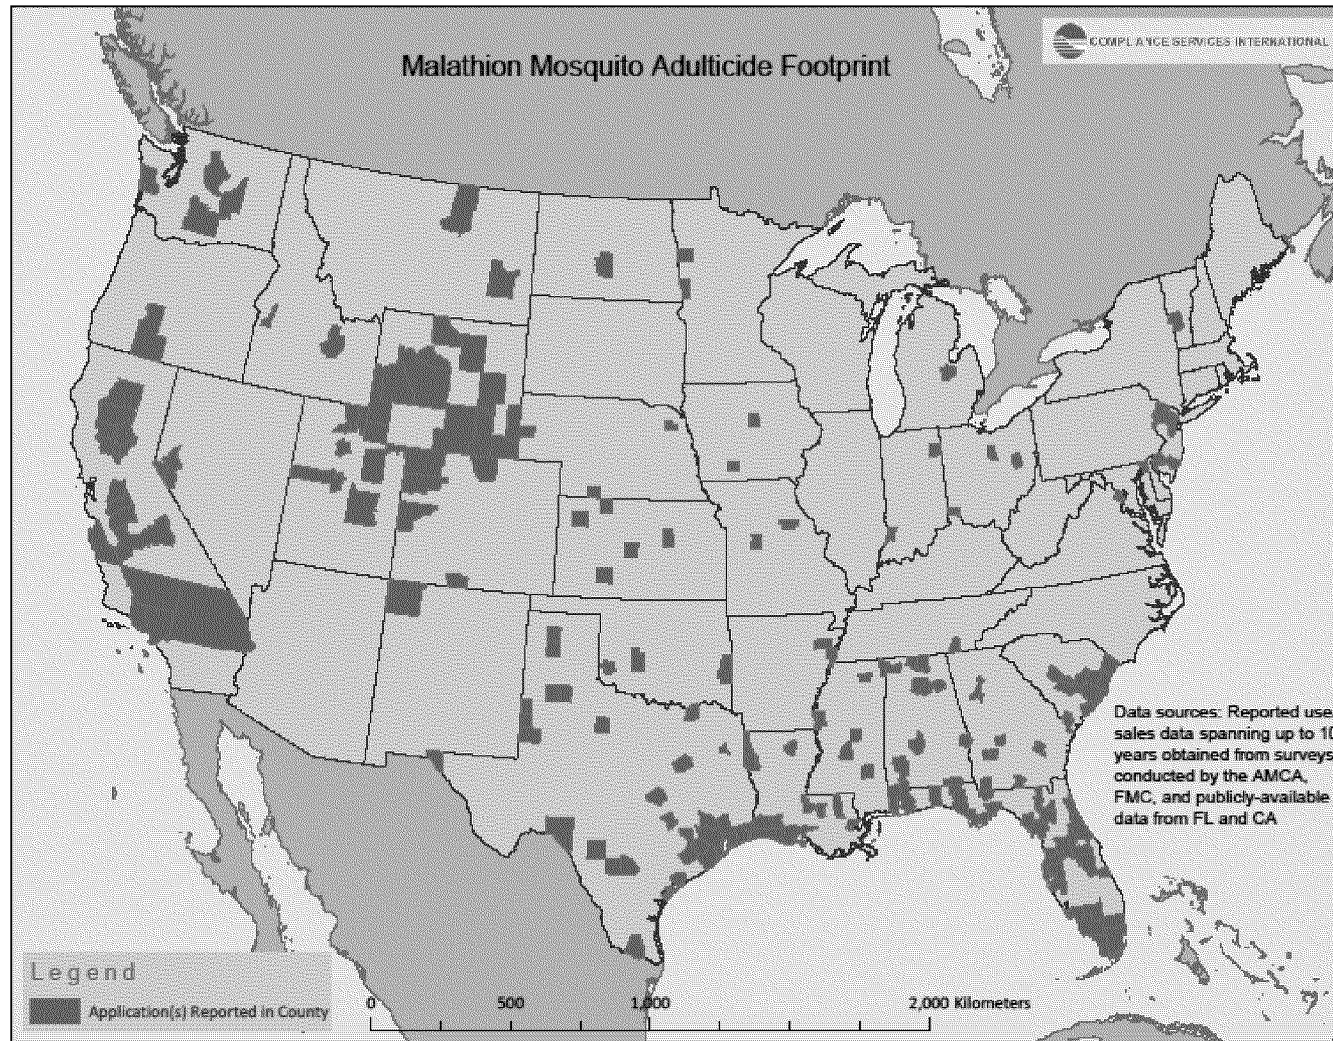 COMPLIANCE SERVICES INTERNATIONAL
Malathion Mosquito Adulticide Footprint
Data sources: Reported use
sales data spanning up to 10
years obtained from surveys
conducted by the AMCA,
FMC, and publicly-available
data from FL and CA
Legend
Application(s) Reported in County
0 500 1,000 2,000 Kilometers